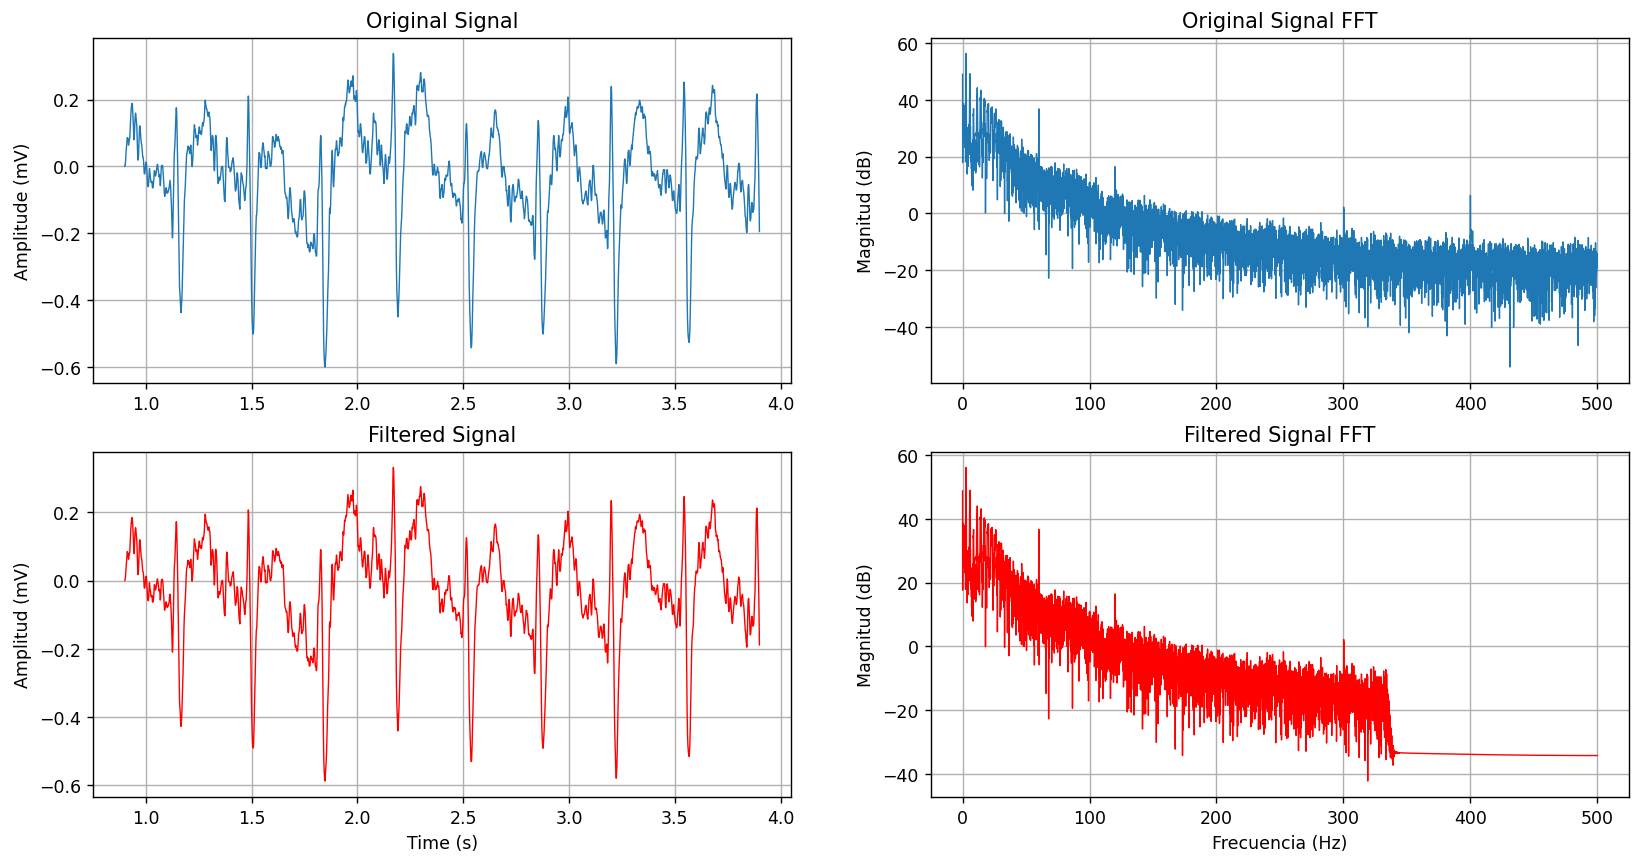 Original Signal
Amplitude (mV)
0.2
0.0
−0.2
−0.4
−0.6
1.0 1.5 2.0 2.5 3.0 3.5 4.0
Original Signal FFT
Magnitud (dB)
60
40
20
0
−20
−40
0 100 200 300 400 500
Filtered Signal
Amplitud (mV)
0.2
0.0
−0.2
−0.4
−0.6
1.0 1.5 2.0 2.5 3.0 3.5 4.0
Time (s)
Filtered Signal FFT
Magnitud (dB)
60
40
20
0
−20
−40
0 100 200 300 400 500
Frecuencia (Hz)